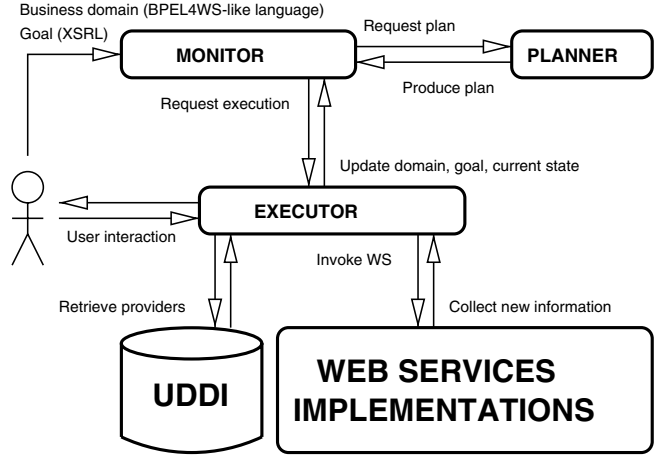 Business domain (BPEL4WS-like language)
Goal (XSRL)
MONITOR
Request plan
PLANNER
Produce plan
Request execution
Update domain, goal, current state
EXECUTOR
User interaction
Invoke WS
Retrieve providers
Collect new information
UDDI
WEB SERVICES
IMPLEMENTATIONS